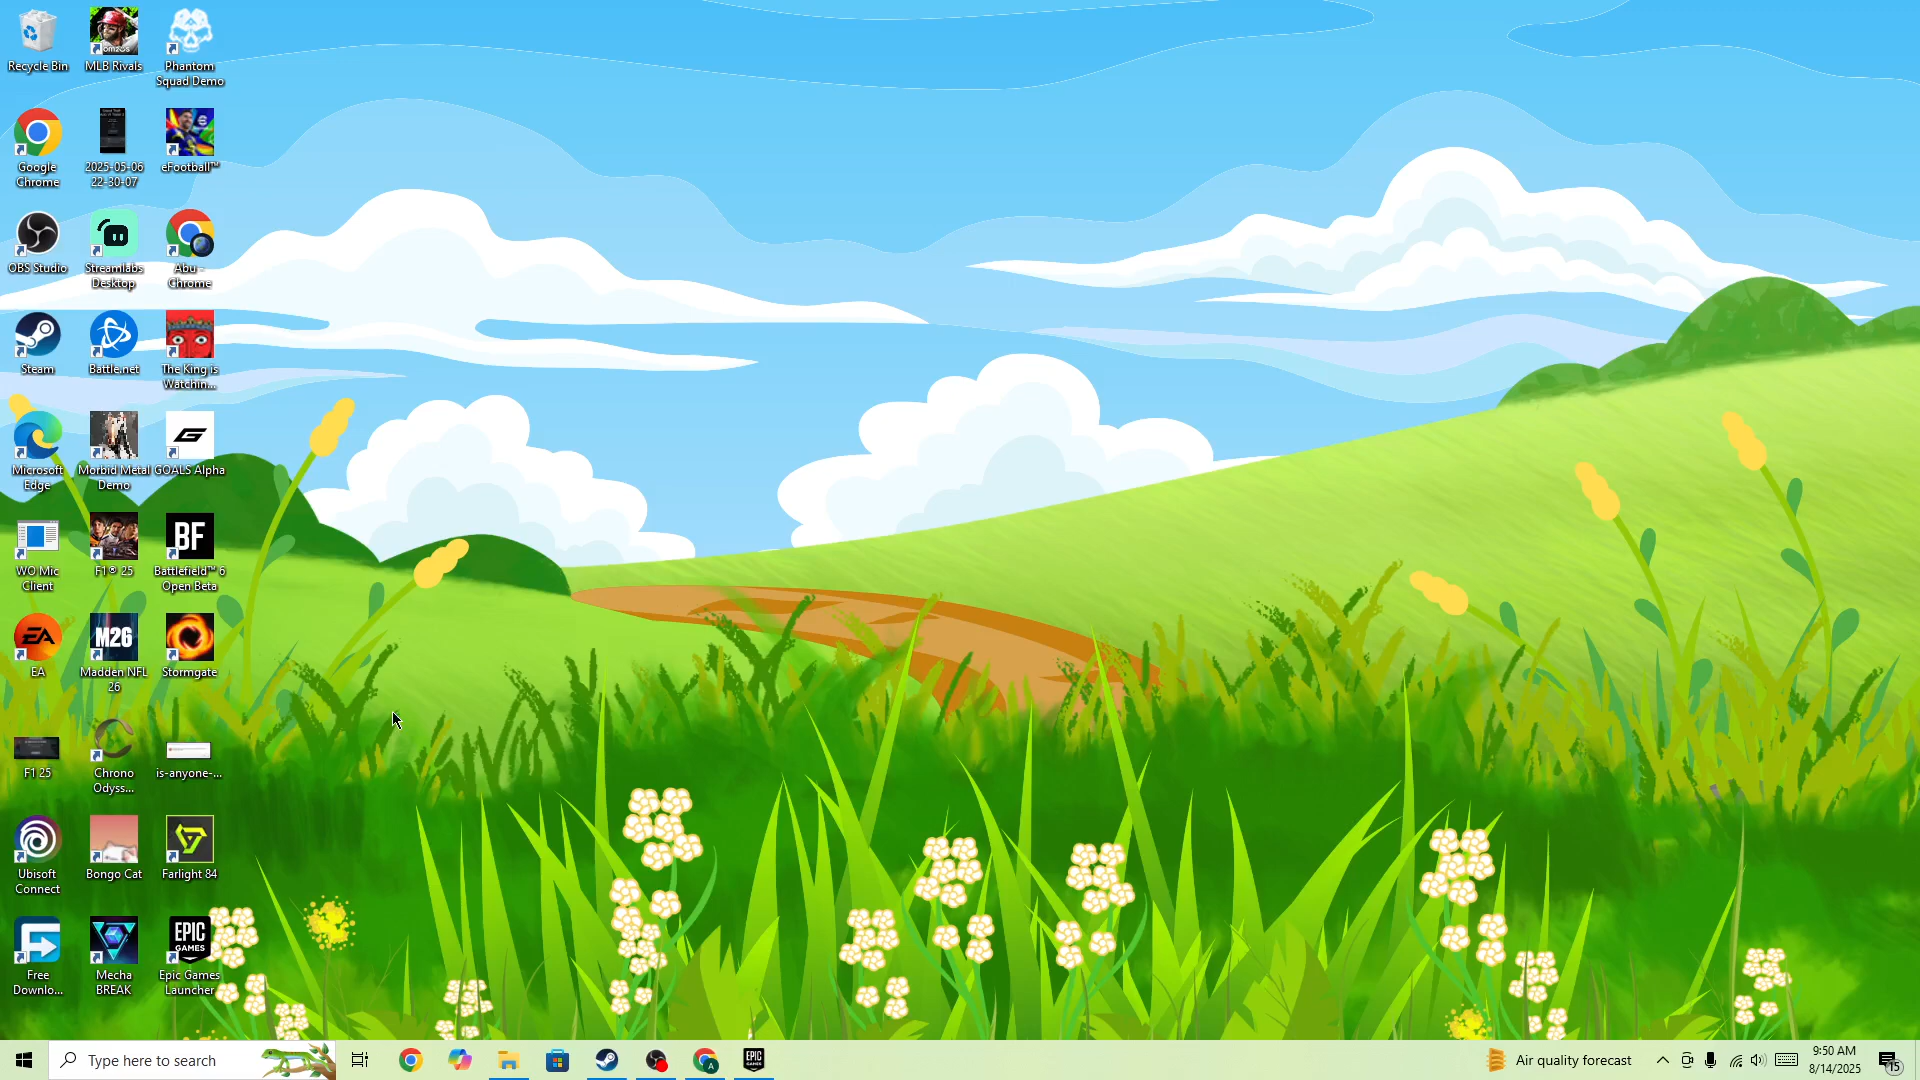 Recycle Bin
MLB Rivals
Phantom
Squad Demo
Google
Chrome
2025-05-06
22-30-07
eFootball™
OBS Studio
Streamlabs
Desktop
Abu -
Chrome
Steam
Battle.net
The King is
Watchin...
Microsoft
Edge
Morbid Metal
Demo
GOALS Alpha
WO Mic
Client
F1® 25
BF
Battlefield™ 6
Open Beta
EA
EA
M26
Madden NFL
26
Stormgate
F1 25
Chrono
Odyss...
is-anyone-...
Ubisoft
Connect
Bongo Cat
Farlight 84
Free
Downlo...
Mecha
BREAK
EPIC
GAMES
Epic Games
Launcher
Type here to search
A
EPIC
Air quality forecast
9:50 AM
8/14/2025
15